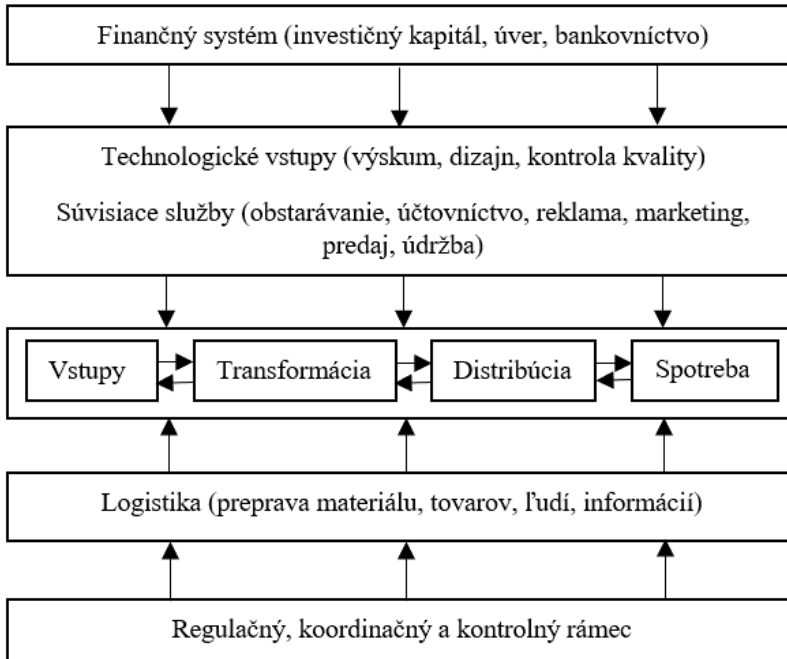 Finančný systém (investičný kapitál, úver, bankovníctvo)
Technologické vstupy (výskum, dizajn, kontrola kvality)
Súvisiace služby (obstarávanie, účtovníctvo, reklama, marketing,
predaj, údržba)
Vstupy
Transformácia
Distribúcia
Spotreba
Logistika (preprava materiálu, tovarov, ľudí, informácií)
Regulačný, koordinačný a kontrolný rámec